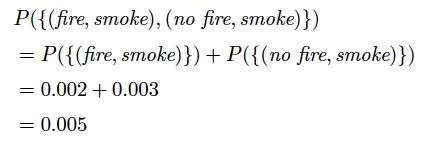 P({(fire, smoke), (no fire, smoke)})
= P({(fire, smoke)}) + P({(no fire, smoke)})
= 0.002 + 0.003
= 0.005